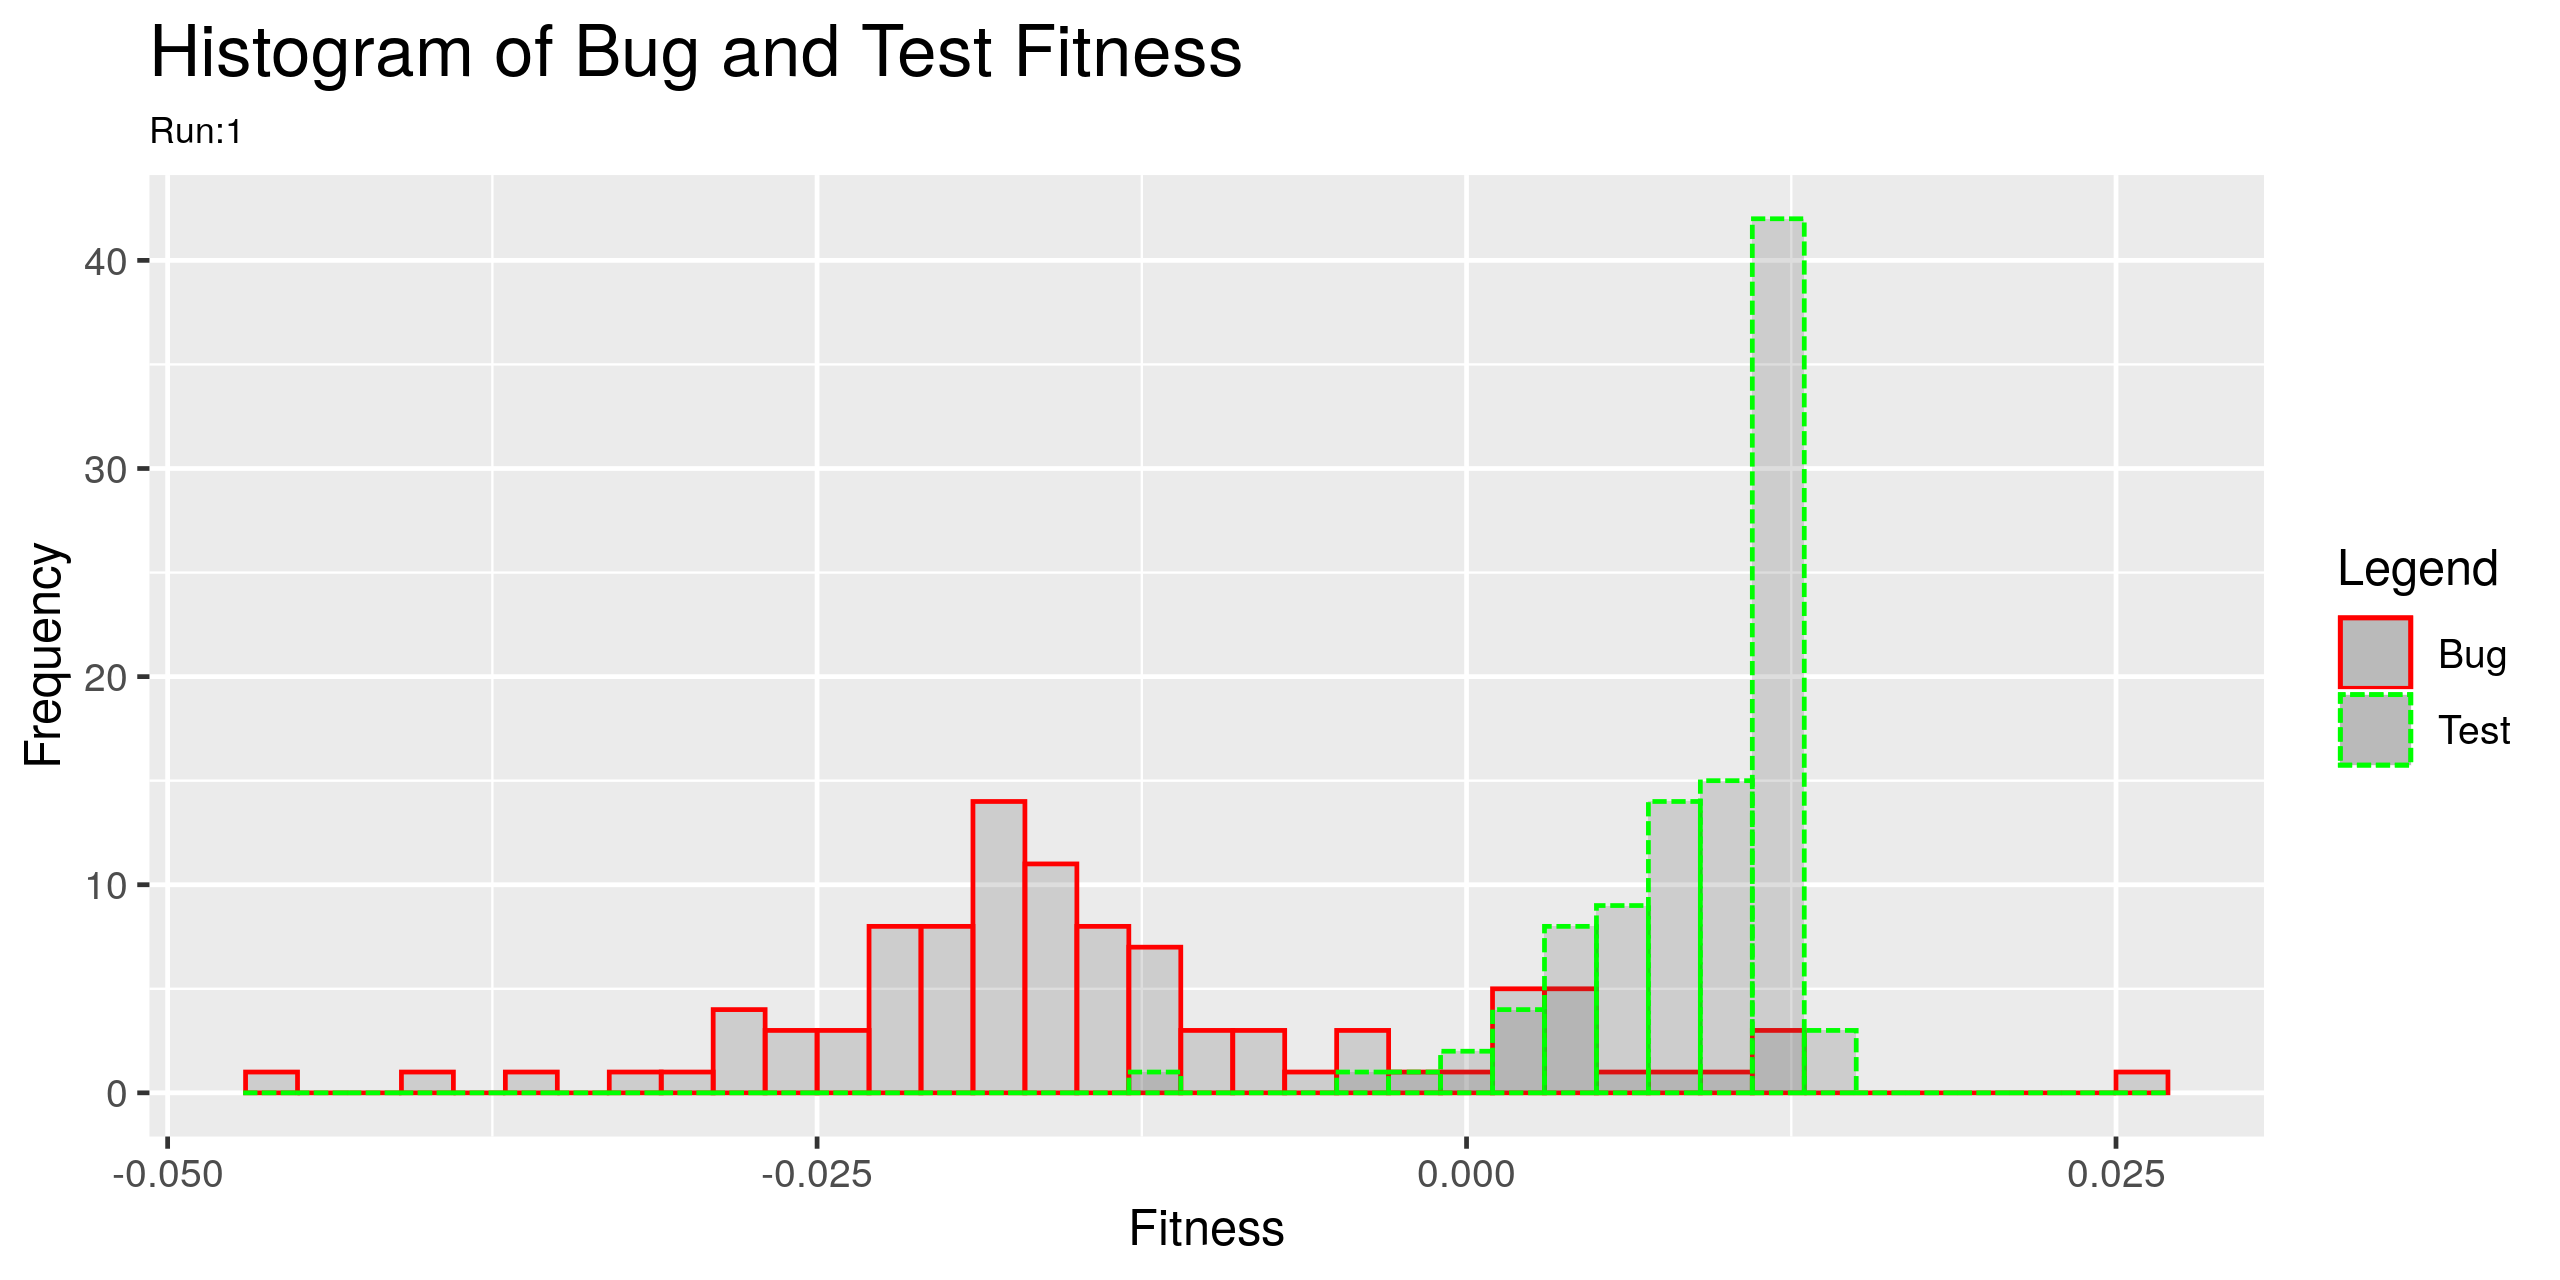 Histogram of Bug and Test Fitness
Run:1
Frequency
40
30
20
10
0
-0.050
-0.025
0.000
0.025
Fitness
Legend
Bug
Test